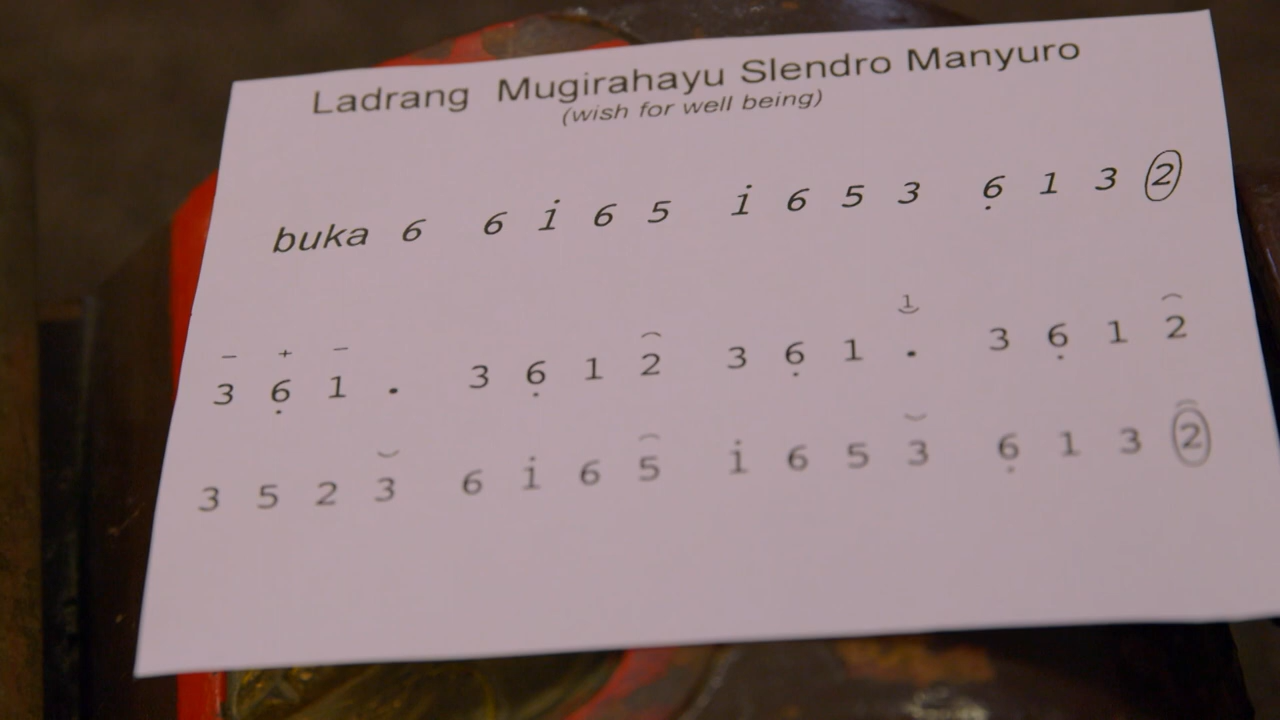 Ladrang Mugirahayu Slendro Manyuro
(wish for well being)
buka 6 6 i̇ 6 5 i̇ 6 5 3 6̣ 1 3 ②
– + – 1
3 6̣ 1 . 3 6̣ 1 2 3 6̣ 1 . 3 6̣ 1 2
3 5 2 3 6 i̇ 6 5 i̇ 6 5 3 6̣ 1 3 ②